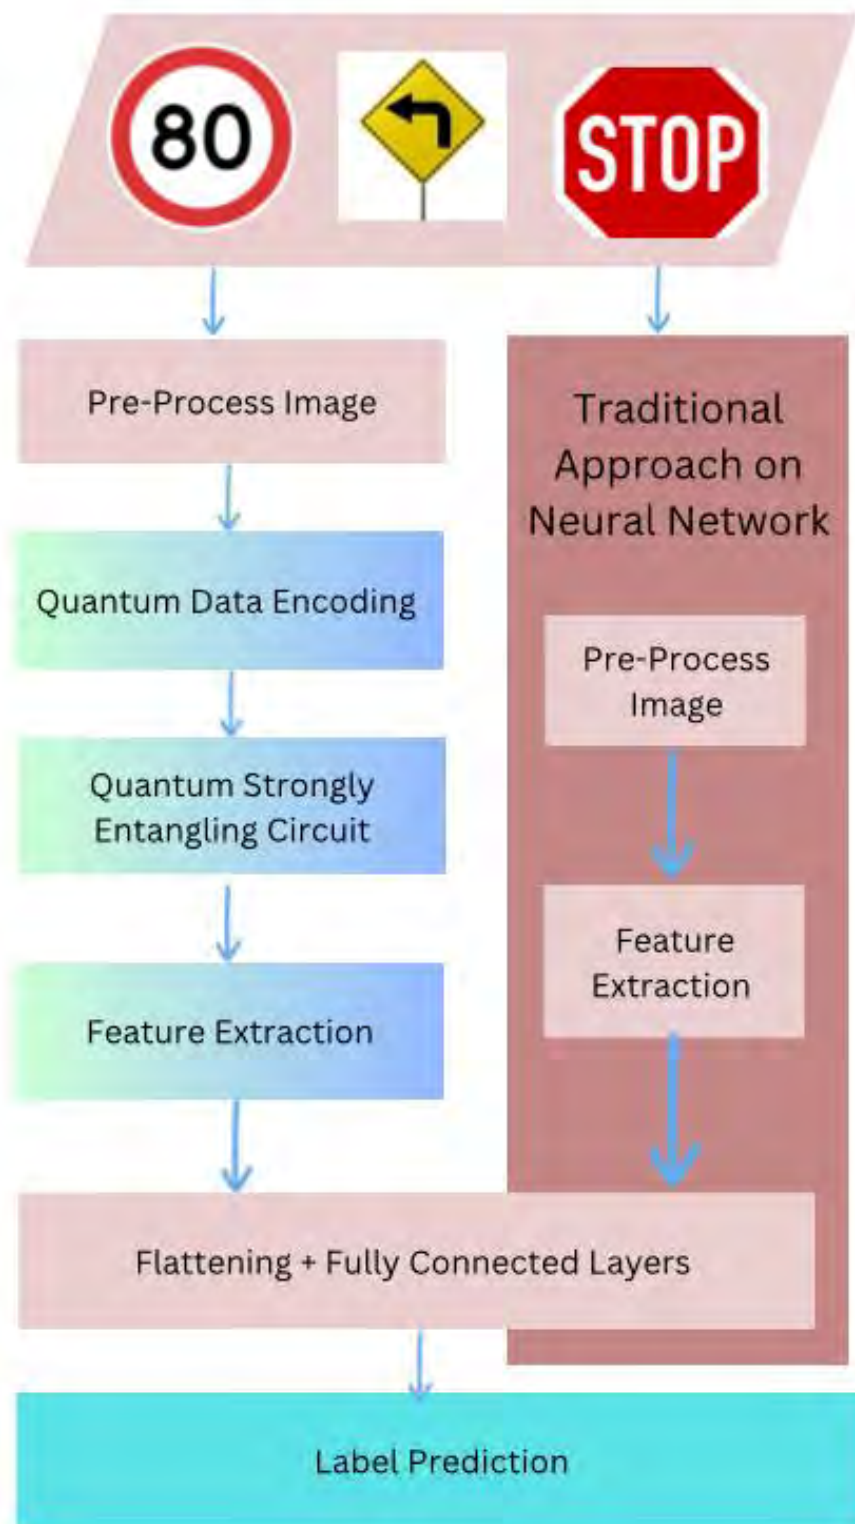 80
STOP
Pre-Process Image
Quantum Data Encoding
Quantum Strongly
Entangling Circuit
Feature Extraction
Traditional
Approach on
Neural Network
Pre-Process
Image
Feature
Extraction
Flattening + Fully Connected Layers
Label Prediction